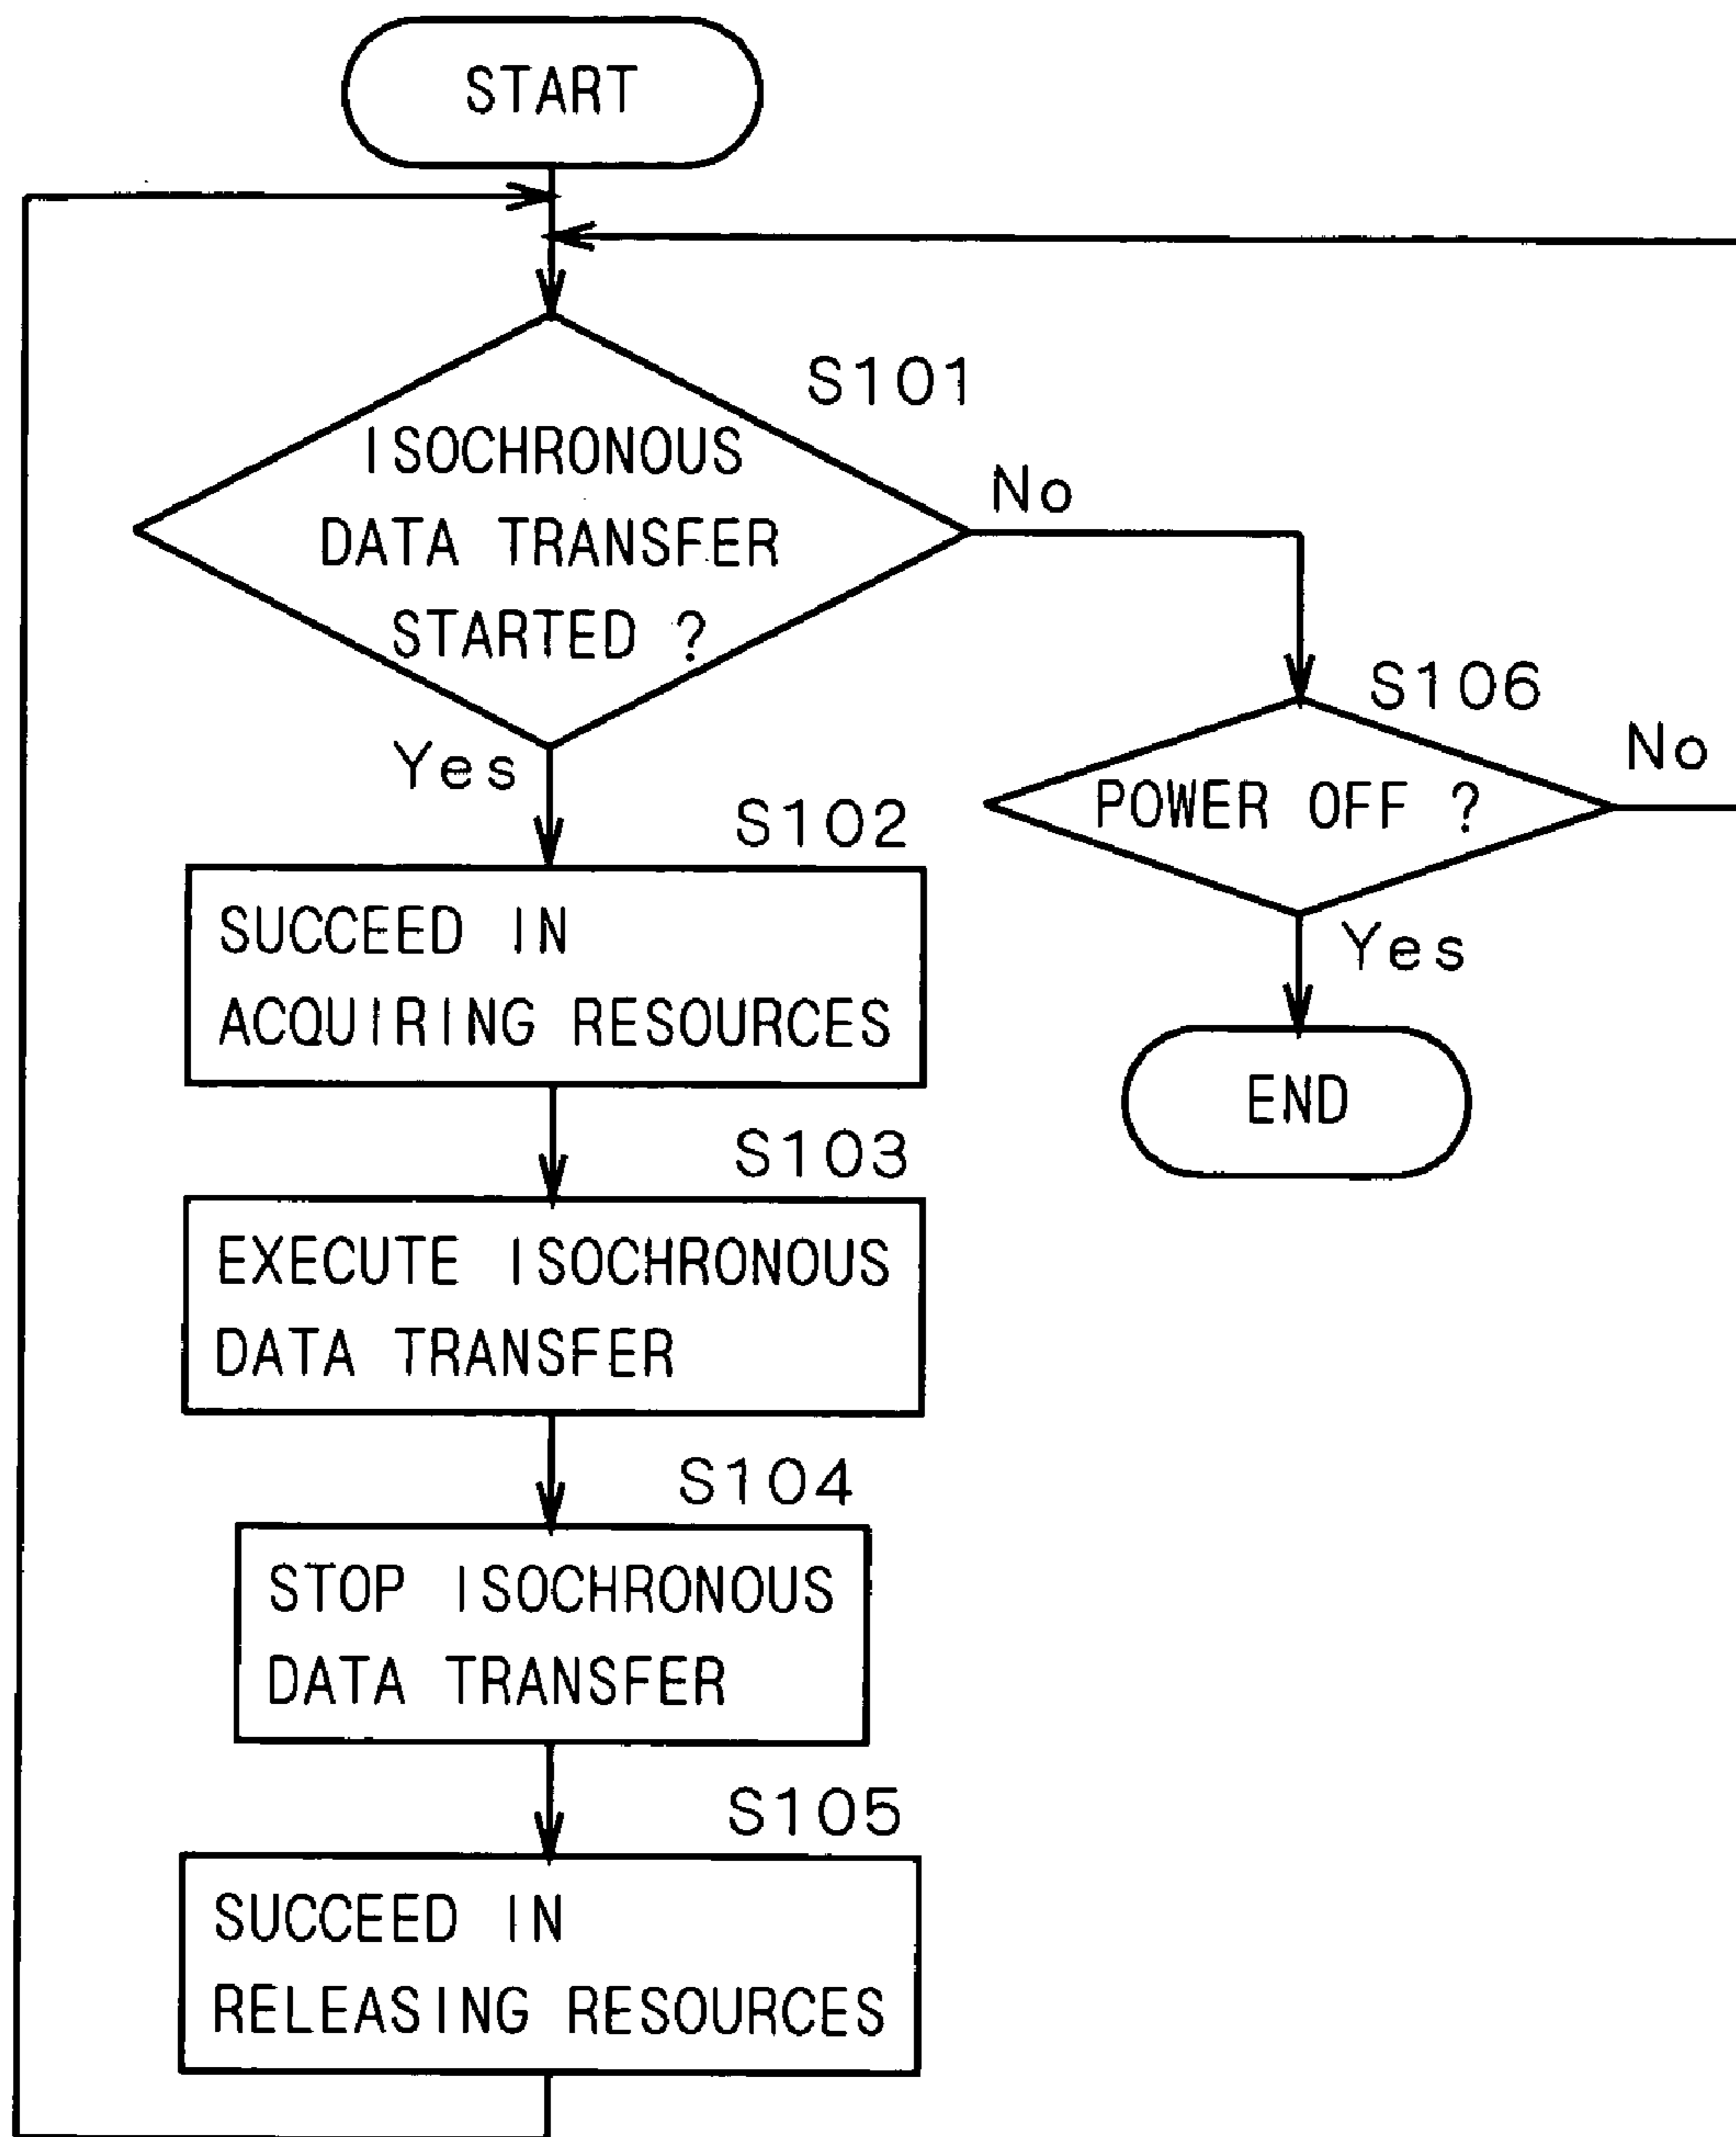 START
S101
ISOCHRONOUS
DATA TRANSFER
STARTED ?
No
Yes
S106
POWER OFF ?
No
Yes
END
S102
SUCCEED IN
ACQUIRING RESOURCES
S103
EXECUTE ISOCHRONOUS
DATA TRANSFER
S104
STOP ISOCHRONOUS
DATA TRANSFER
S105
SUCCEED IN
RELEASING RESOURCES